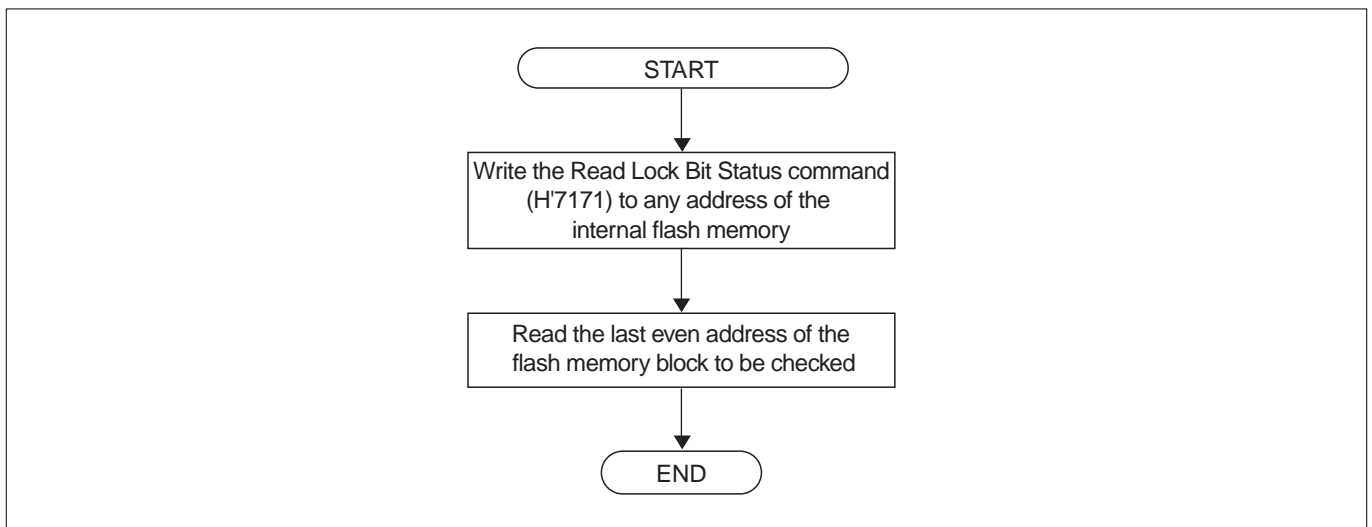 START
Write the Read Lock Bit Status command
(H'7171) to any address of the
internal flash memory
Read the last even address of the
flash memory block to be checked
END